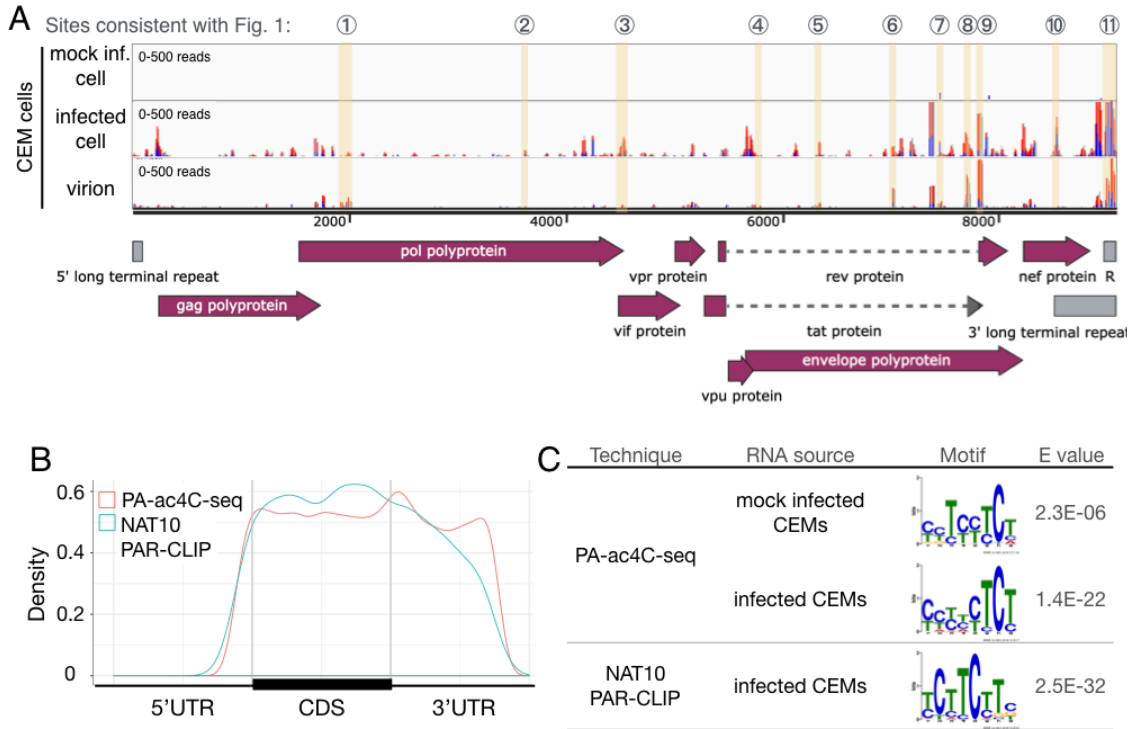 A
Sites consistent with Fig. 1: ① ② ③ ④ ⑤ ⑥ ⑦ ⑧ ⑨ ⑩ ⑪
CEM cells
mock inf. cell
0-500 reads
infected cell
0-500 reads
virion
0-500 reads
2000 4000 6000 8000
5' long terminal repeat
gag polyprotein
pol polyprotein
vpr protein
vif protein
rev protein
tat protein
nef protein
R
3' long terminal repeat
envelope polyprotein
vpu protein
B
PA-ac4C-seq
NAT10
PAR-CLIP
Density
0.6
0.4
0.2
0
5'UTR CDS 3'UTR
C
Technique RNA source Motif E value
PA-ac4C-seq
mock infected
CEMs
2.3E-06
infected CEMs
1.4E-22
NAT10
PAR-CLIP
infected CEMs
2.5E-32